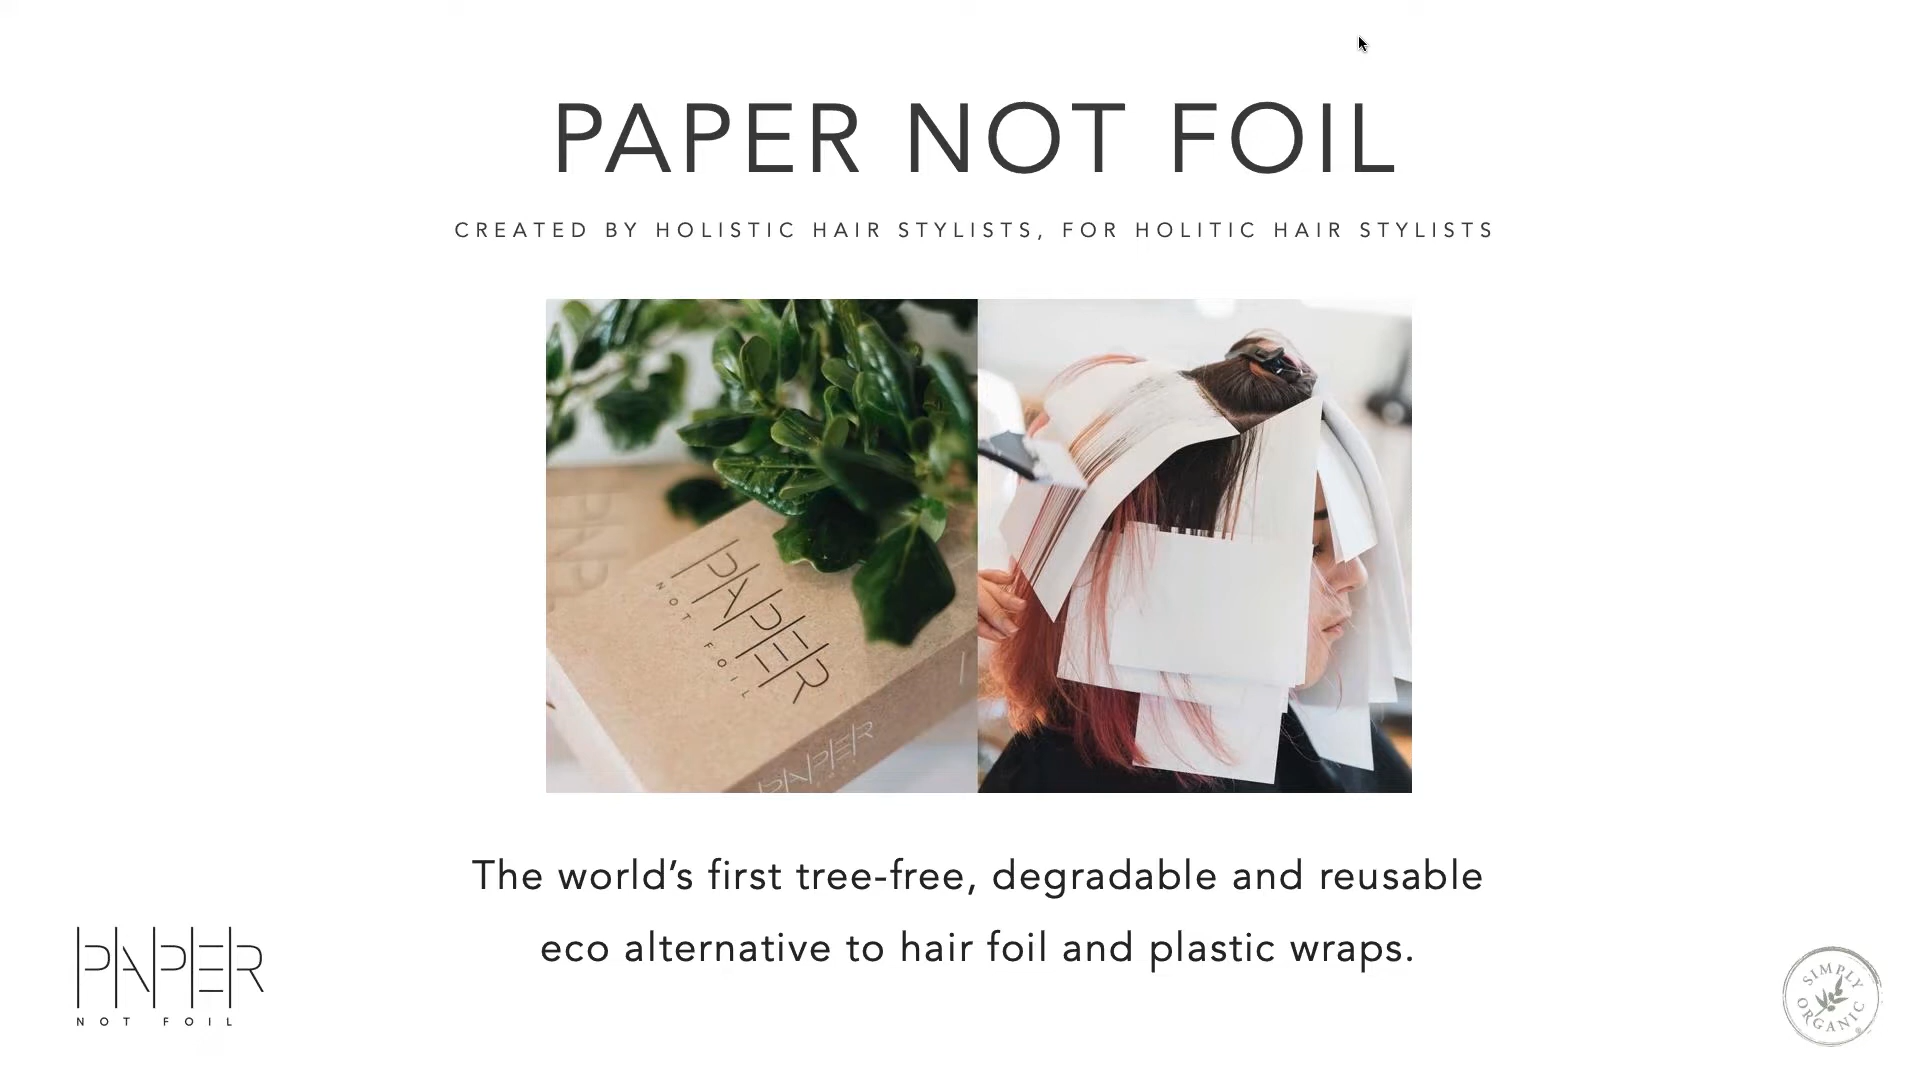 PAPER NOT FOIL
CREATED BY HOLISTIC HAIR STYLISTS, FOR HOLITIC HAIR STYLISTS
PAPER
NOT FOIL
PAPER
The world’s first tree-free, degradable and reusable
eco alternative to hair foil and plastic wraps.
PAPER
NOT FOIL
SIMPLY
ORGANIC